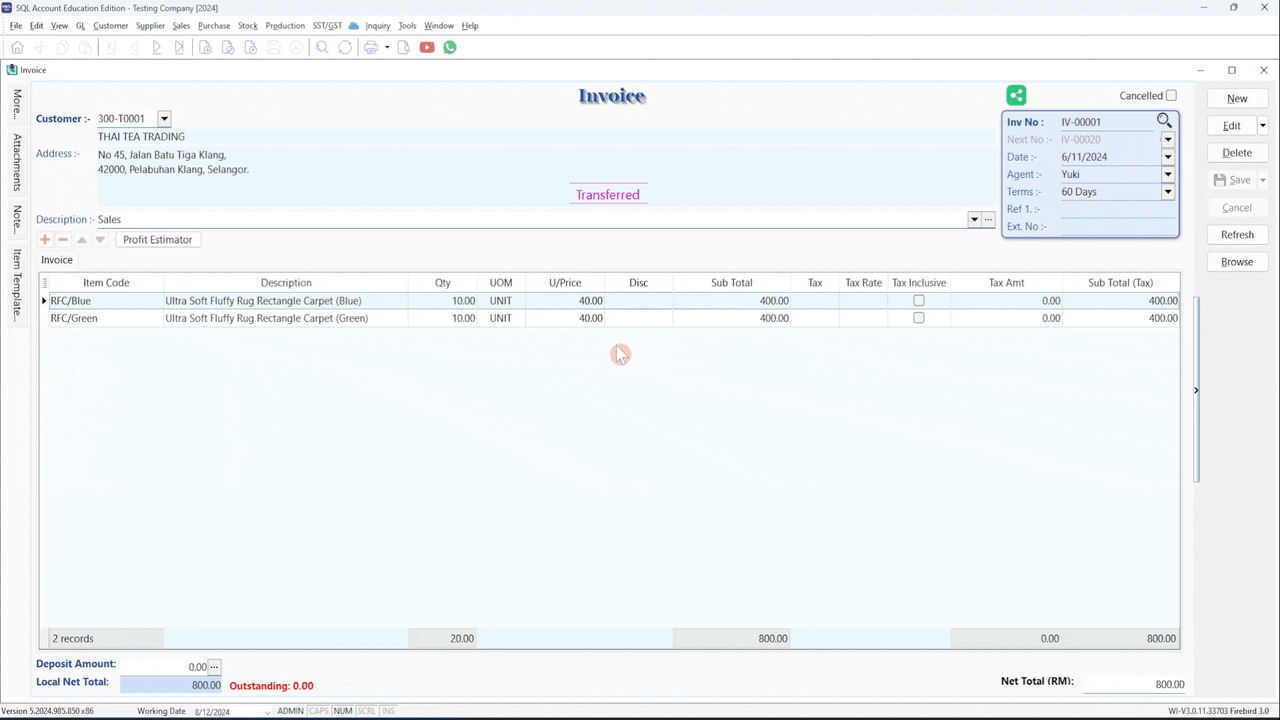 SQL Account Education Edition - Testing Company [2024]
File Edit View GL Customer Supplier Sales Purchase Stock Production SST/GST Inquiry Tools Window Help
Invoice
More...
Attachments
Note...
Item Template...
Invoice
Cancelled
Customer :- 300-T0001
THAI TEA TRADING
Address :- No 45, Jalan Batu Tiga Klang,
42000, Pelabuhan Klang, Selangor.
Transferred
Description :- Sales
Inv No : IV-00001
Next No :- IV-00020
Date :- 6/11/2024
Agent :- Yuki
Terms :- 60 Days
Ref 1. :-
Ext. No :-
New
Edit
Delete
Save
Cancel
Refresh
Browse
Profit Estimator
Invoice
Item Code Description Qty UOM U/Price Disc Sub Total Tax Tax Rate Tax Inclusive Tax Amt Sub Total (Tax)
RFC/Blue Ultra Soft Fluffy Rug Rectangle Carpet (Blue) 10.00 UNIT 40.00 400.00 0.00 400.00
RFC/Green Ultra Soft Fluffy Rug Rectangle Carpet (Green) 10.00 UNIT 40.00 400.00 0.00 400.00
2 records 20.00 800.00 0.00 800.00
Deposit Amount: 0.00 ...
Local Net Total: 800.00 Outstanding: 0.00
Net Total (RM): 800.00
Version 5.2024.985.850 x86 Working Date 8/12/2024 ADMIN CAPS NUM SCRL INS WI-V3.0.11.33703 Firebird 3.0